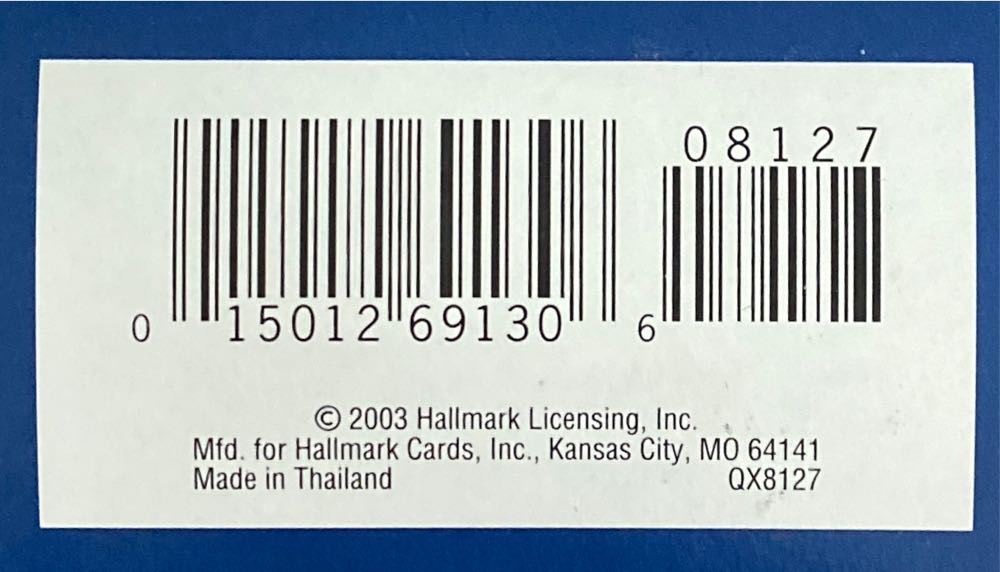 08127
0 15012 69130 6
© 2003 Hallmark Licensing, Inc.
Mfd. for Hallmark Cards, Inc., Kansas City, MO 64141
Made in Thailand QX8127